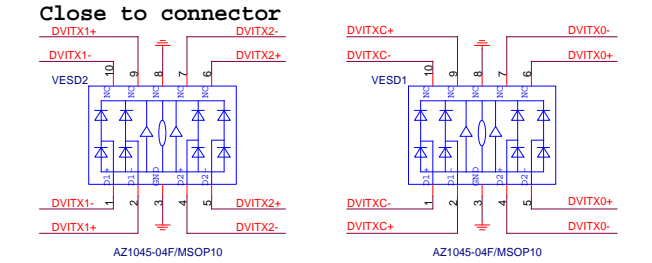 Close to connector
DVITX1+ DVITX2- DVITXC+ DVITX0-
DVITX1- DVITX2+ DVITXC- DVITX0+
10 9 8 7 6 10 9 8 7 6
VESD2 VESD1
NC NC NC NC NC NC NC NC
D1+ D1- GND D2+ D2- D1+ D1- GND D2+ D2-
1 2 3 4 5 1 2 3 4 5
DVITX1- DVITX2+ DVITXC- DVITX0+
DVITX1+ DVITX2- DVITXC+ DVITX0-
AZ1045-04F/MSOP10 AZ1045-04F/MSOP10